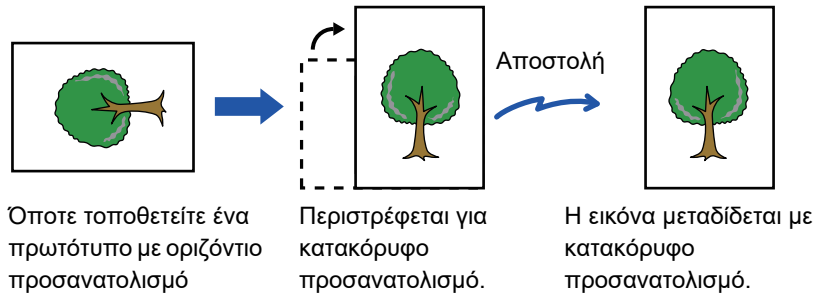 Αποστολή
Όποτε τοποθετείτε ένα
πρωτότυπο με οριζόντιο
προσανατολισμό
Περιστρέφεται για
κατακόρυφο
προσανατολισμό.
Η εικόνα μεταδίδεται με
κατακόρυφο
προσανατολισμό.